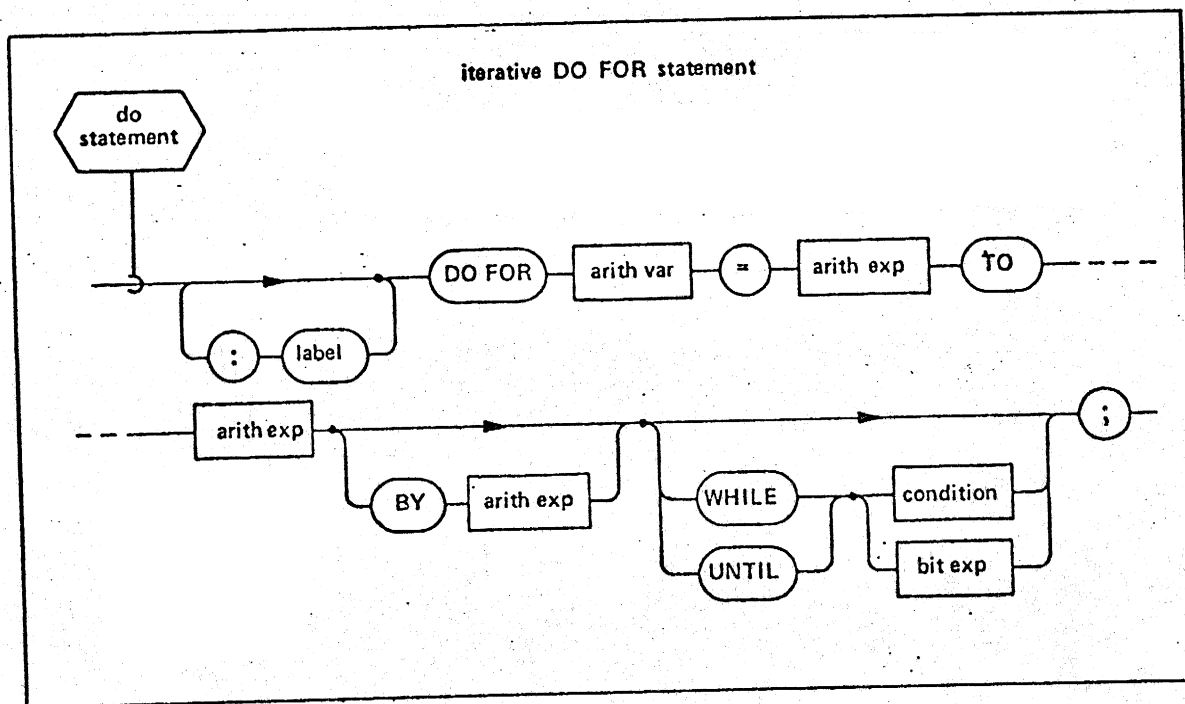 iterative DO FOR statement
do
statement
DO FOR arith var = arith exp TO
: label
arith exp
;
BY arith exp
WHILE condition
UNTIL bit exp